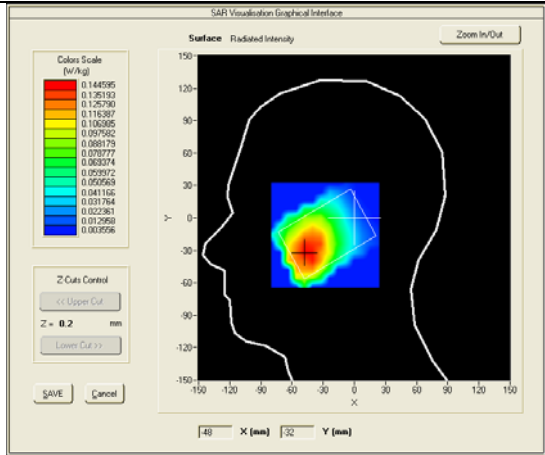 SAR Visualisation Graphical Interface
Surface Radiated Intensity
Zoom In/Out
Colors Scale
(W/kg)
0.144595
0.135193
0.125790
0.116387
0.106985
0.097582
0.088179
0.078777
0.069374
0.059972
0.050569
0.041166
0.031764
0.022361
0.012958
0.003556
Z-Cuts Control
<< Upper Cut
Z = 0.2 mm
Lower Cut >>
SAVE Cancel
150
120
90
60
30
0
-30
-60
-90
-120
-150
Y
-150 -120 -90 -60 -30 0 30 60 90 120 150
X
-48 X (mm) -32 Y (mm)